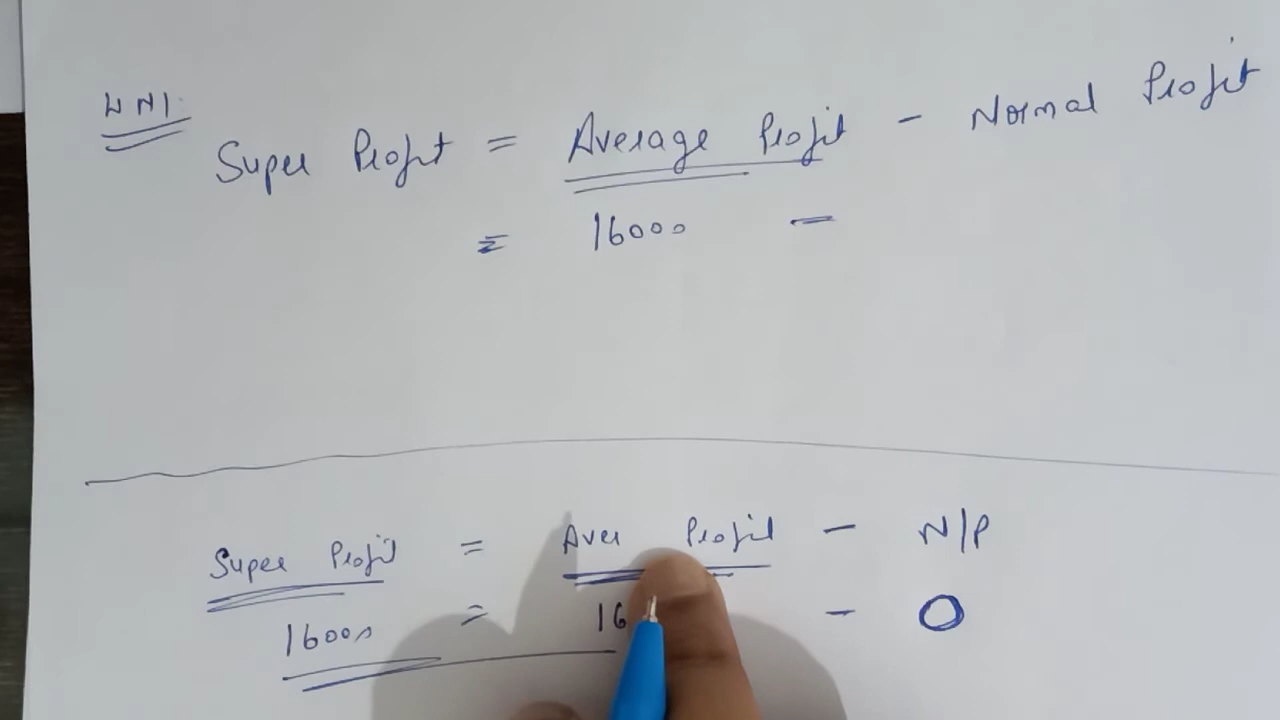 WN1.
Super Profit = Average Profit - Normal Profit
= 16000 -
Super Profit = Aver Profit - N/P
16000 = 16 - 0